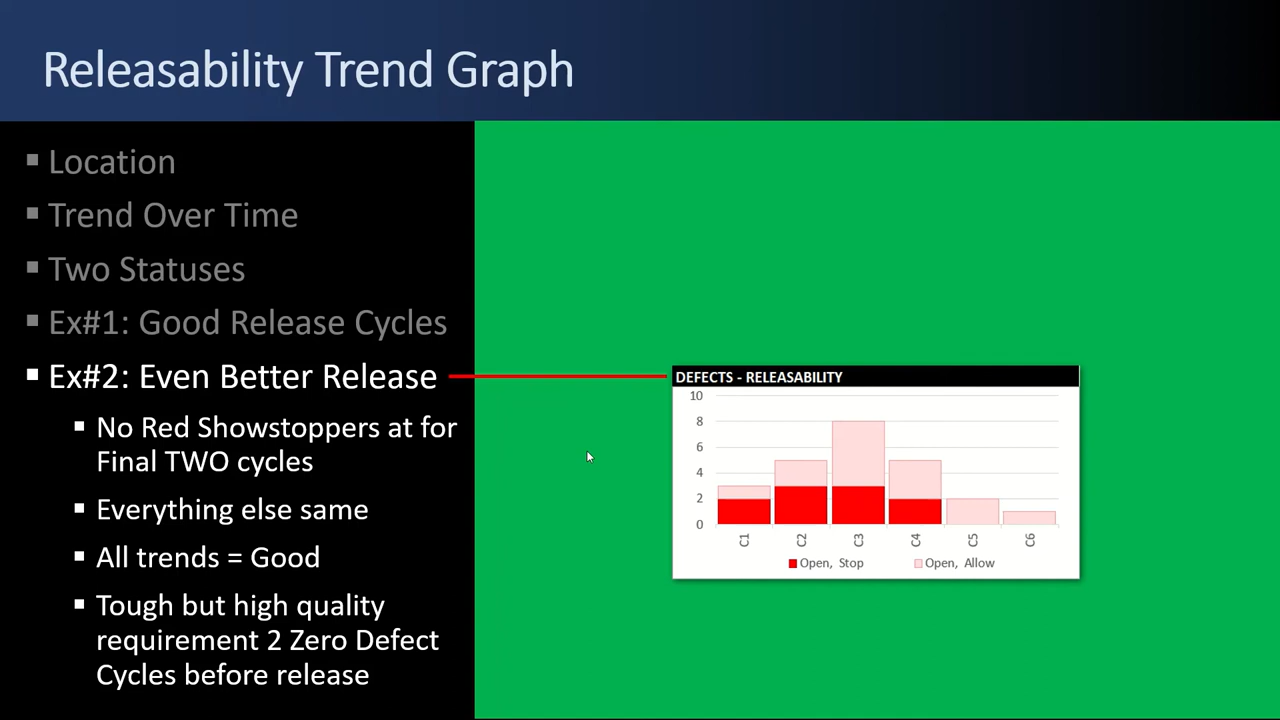 Releasability Trend Graph
▪ Location
▪ Trend Over Time
▪ Two Statuses
▪ Ex#1: Good Release Cycles
▪ Ex#2: Even Better Release
▪ No Red Showstoppers at for
Final TWO cycles
▪ Everything else same
▪ All trends = Good
▪ Tough but high quality
requirement 2 Zero Defect
Cycles before release
DEFECTS - RELEASABILITY
10
8
6
4
2
0
C1 C2 C3 C4 C5 C6
Open, Stop Open, Allow